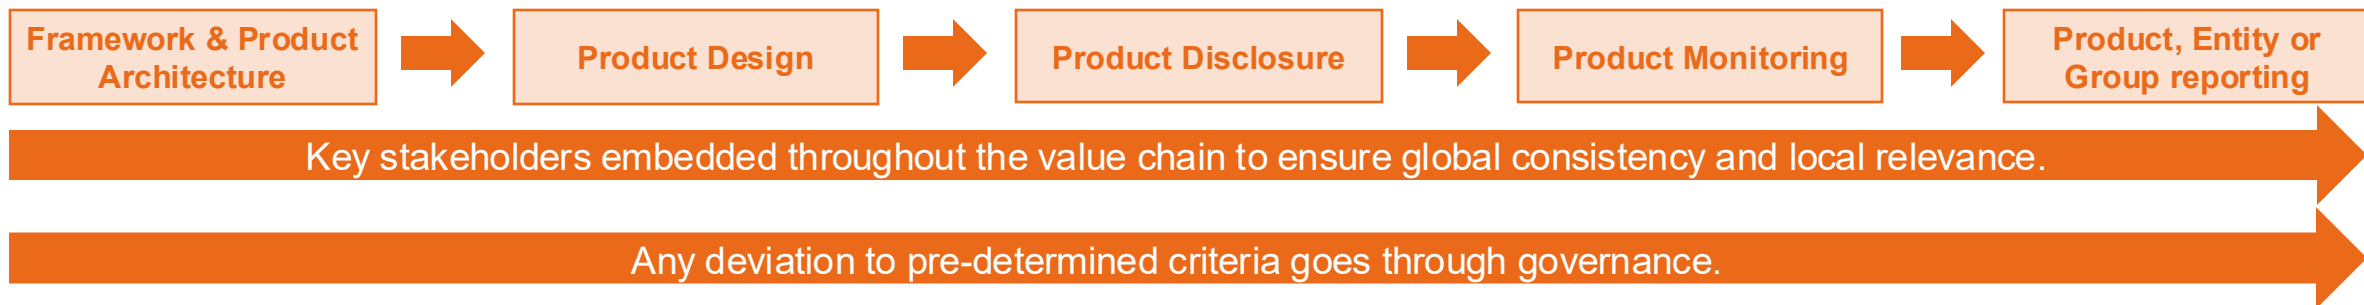 Framework & Product
Architecture
Product Design
Product Disclosure
Product Monitoring
Product, Entity or
Group reporting
Key stakeholders embedded throughout the value chain to ensure global consistency and local relevance.
Any deviation to pre-determined criteria goes through governance.